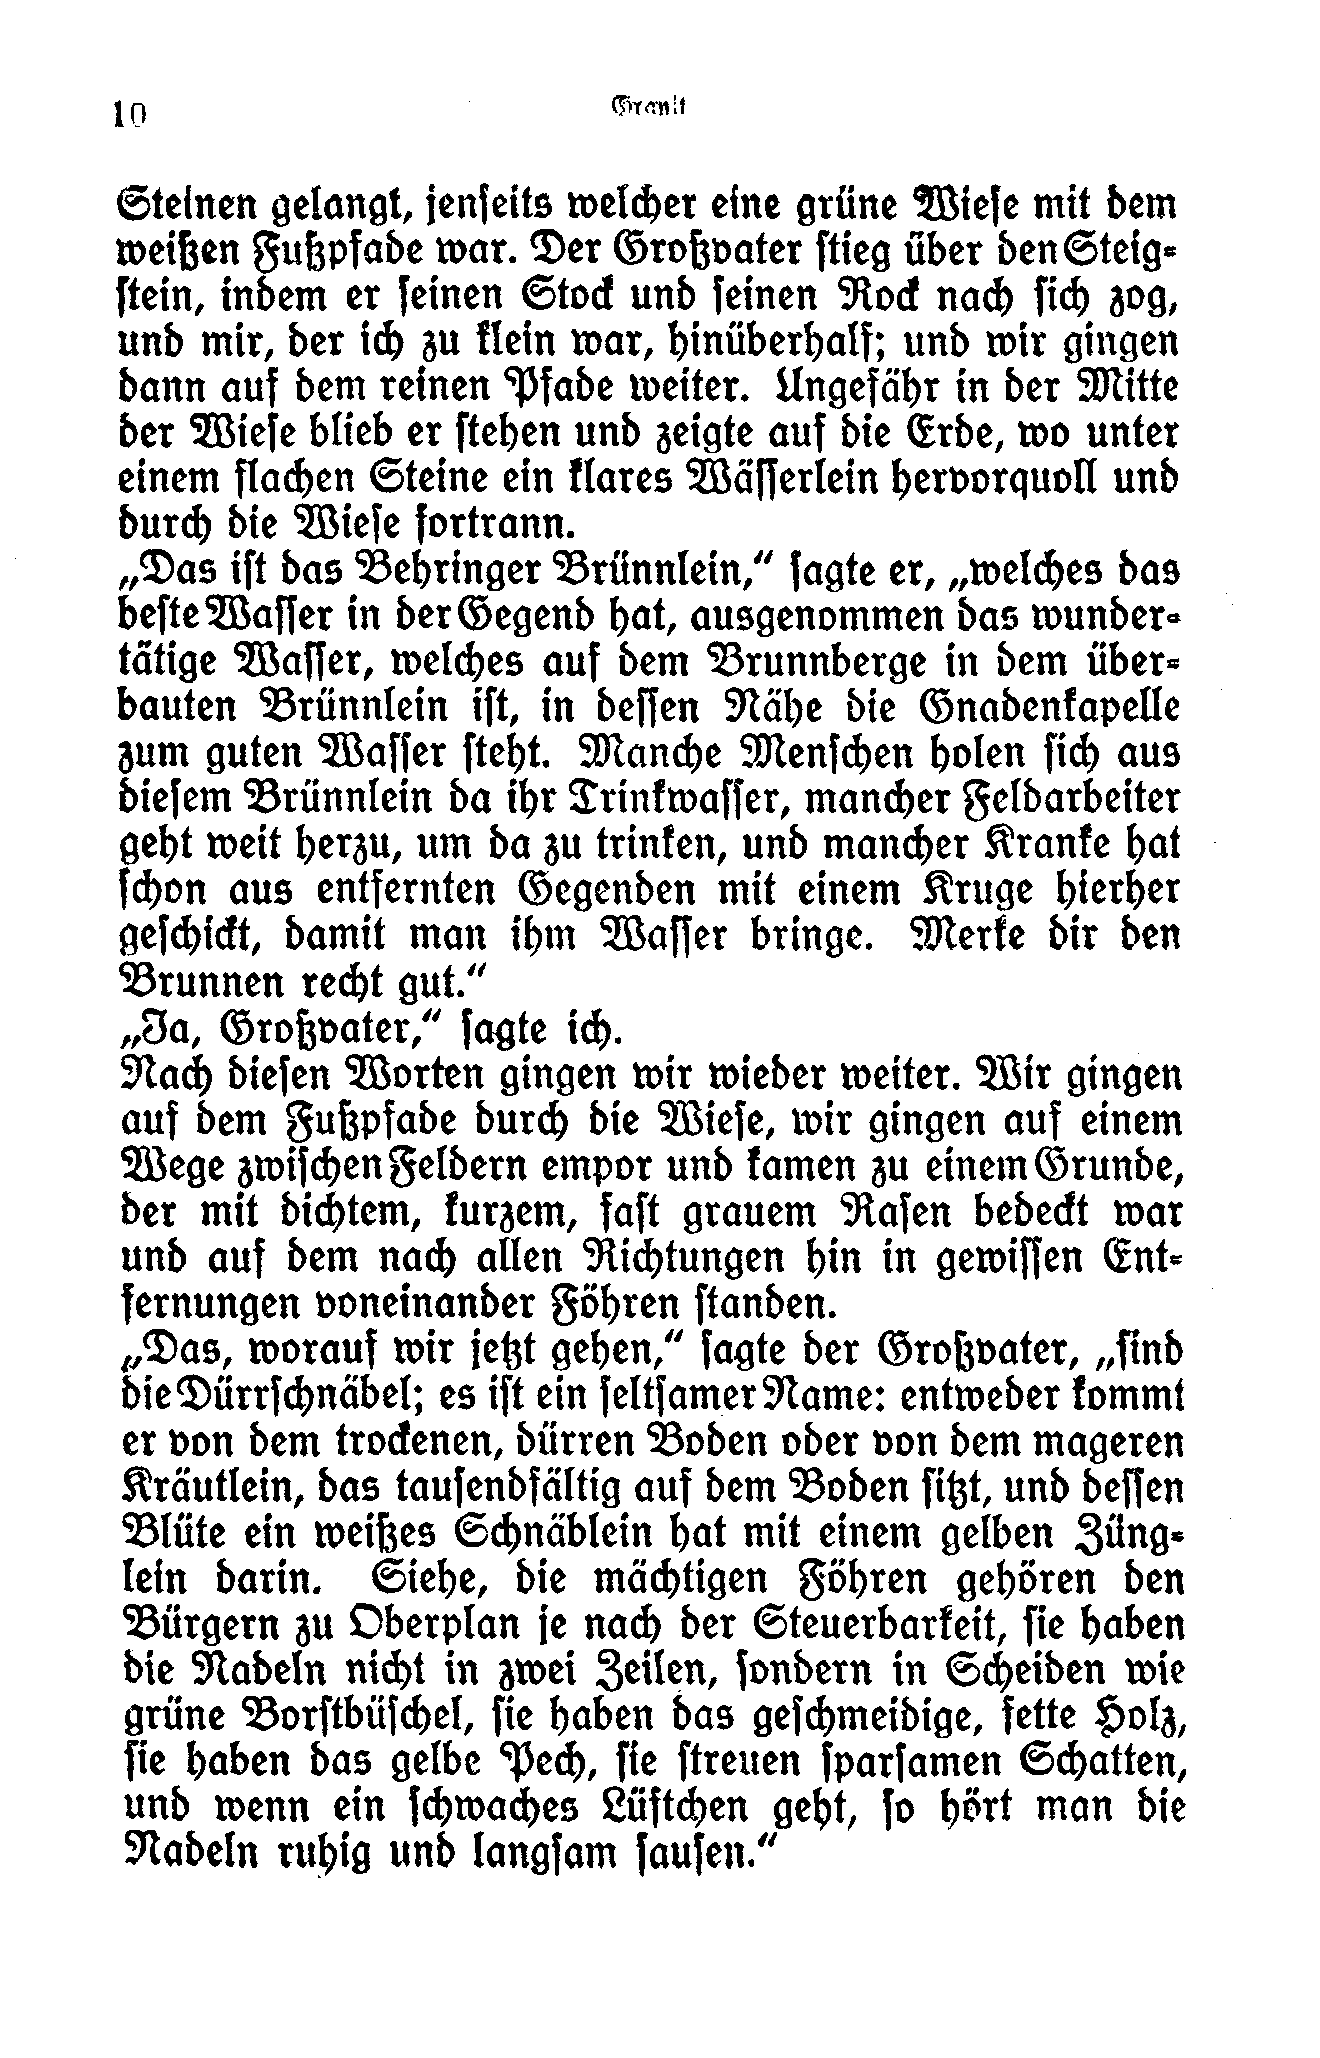 10
Granit
Steinen gelangt, jenseits welcher eine grüne Wiese mit dem
weißen Fußpfade war. Der Großvater stieg über den Steig-
stein, indem er seinen Stock und seinen Rock nach sich zog,
und mir, der ich zu klein war, hinüberhalf; und wir gingen
dann auf dem reinen Pfade weiter. Ungefähr in der Mitte
der Wiese blieb er stehen und zeigte auf die Erde, wo unter
einem flachen Steine ein klares Wässerlein hervorquoll und
durch die Wiese fortrann.
„Das ist das Behringer Brünnlein,“ sagte er, „welches das
beste Wasser in der Gegend hat, ausgenommen das wunder-
tätige Wasser, welches auf dem Brunnberge in dem über-
bauten Brünnlein ist, in dessen Nähe die Gnadenkapelle
zum guten Wasser steht. Manche Menschen holen sich aus
diesem Brünnlein da ihr Trinkwasser, mancher Feldarbeiter
geht weit herzu, um da zu trinken, und mancher Kranke hat
schon aus entfernten Gegenden mit einem Kruge hierher
geschickt, damit man ihm Wasser bringe. Merke dir den
Brunnen recht gut.“
„Ja, Großvater,“ sagte ich.
Nach diesen Worten gingen wir wieder weiter. Wir gingen
auf dem Fußpfade durch die Wiese, wir gingen auf einem
Wege zwischen Feldern empor und kamen zu einem Grunde,
der mit dichtem, kurzem, fast grauem Rasen bedeckt war
und auf dem nach allen Richtungen hin in gewissen Ent-
fernungen voneinander Föhren standen.
„Das, worauf wir jetzt gehen,“ sagte der Großvater, „sind
die Dürrschnäbel; es ist ein seltsamer Name: entweder kommt
er von dem trockenen, dürren Boden oder von dem mageren
Kräutlein, das tausendfältig auf dem Boden sitzt, und dessen
Blüte ein weißes Schnäblein hat mit einem gelben Züng-
lein darin. Siehe, die mächtigen Föhren gehören den
Bürgern zu Oberplan je nach der Steuerbarkeit, sie haben
die Nadeln nicht in zwei Zeilen, sondern in Scheiden wie
grüne Borstbüschel, sie haben das geschmeidige, fette Holz,
sie haben das gelbe Pech, sie streuen sparsamen Schatten,
und wenn ein schwaches Lüftchen geht, so hört man die
Nadeln ruhig und langsam sausen.“